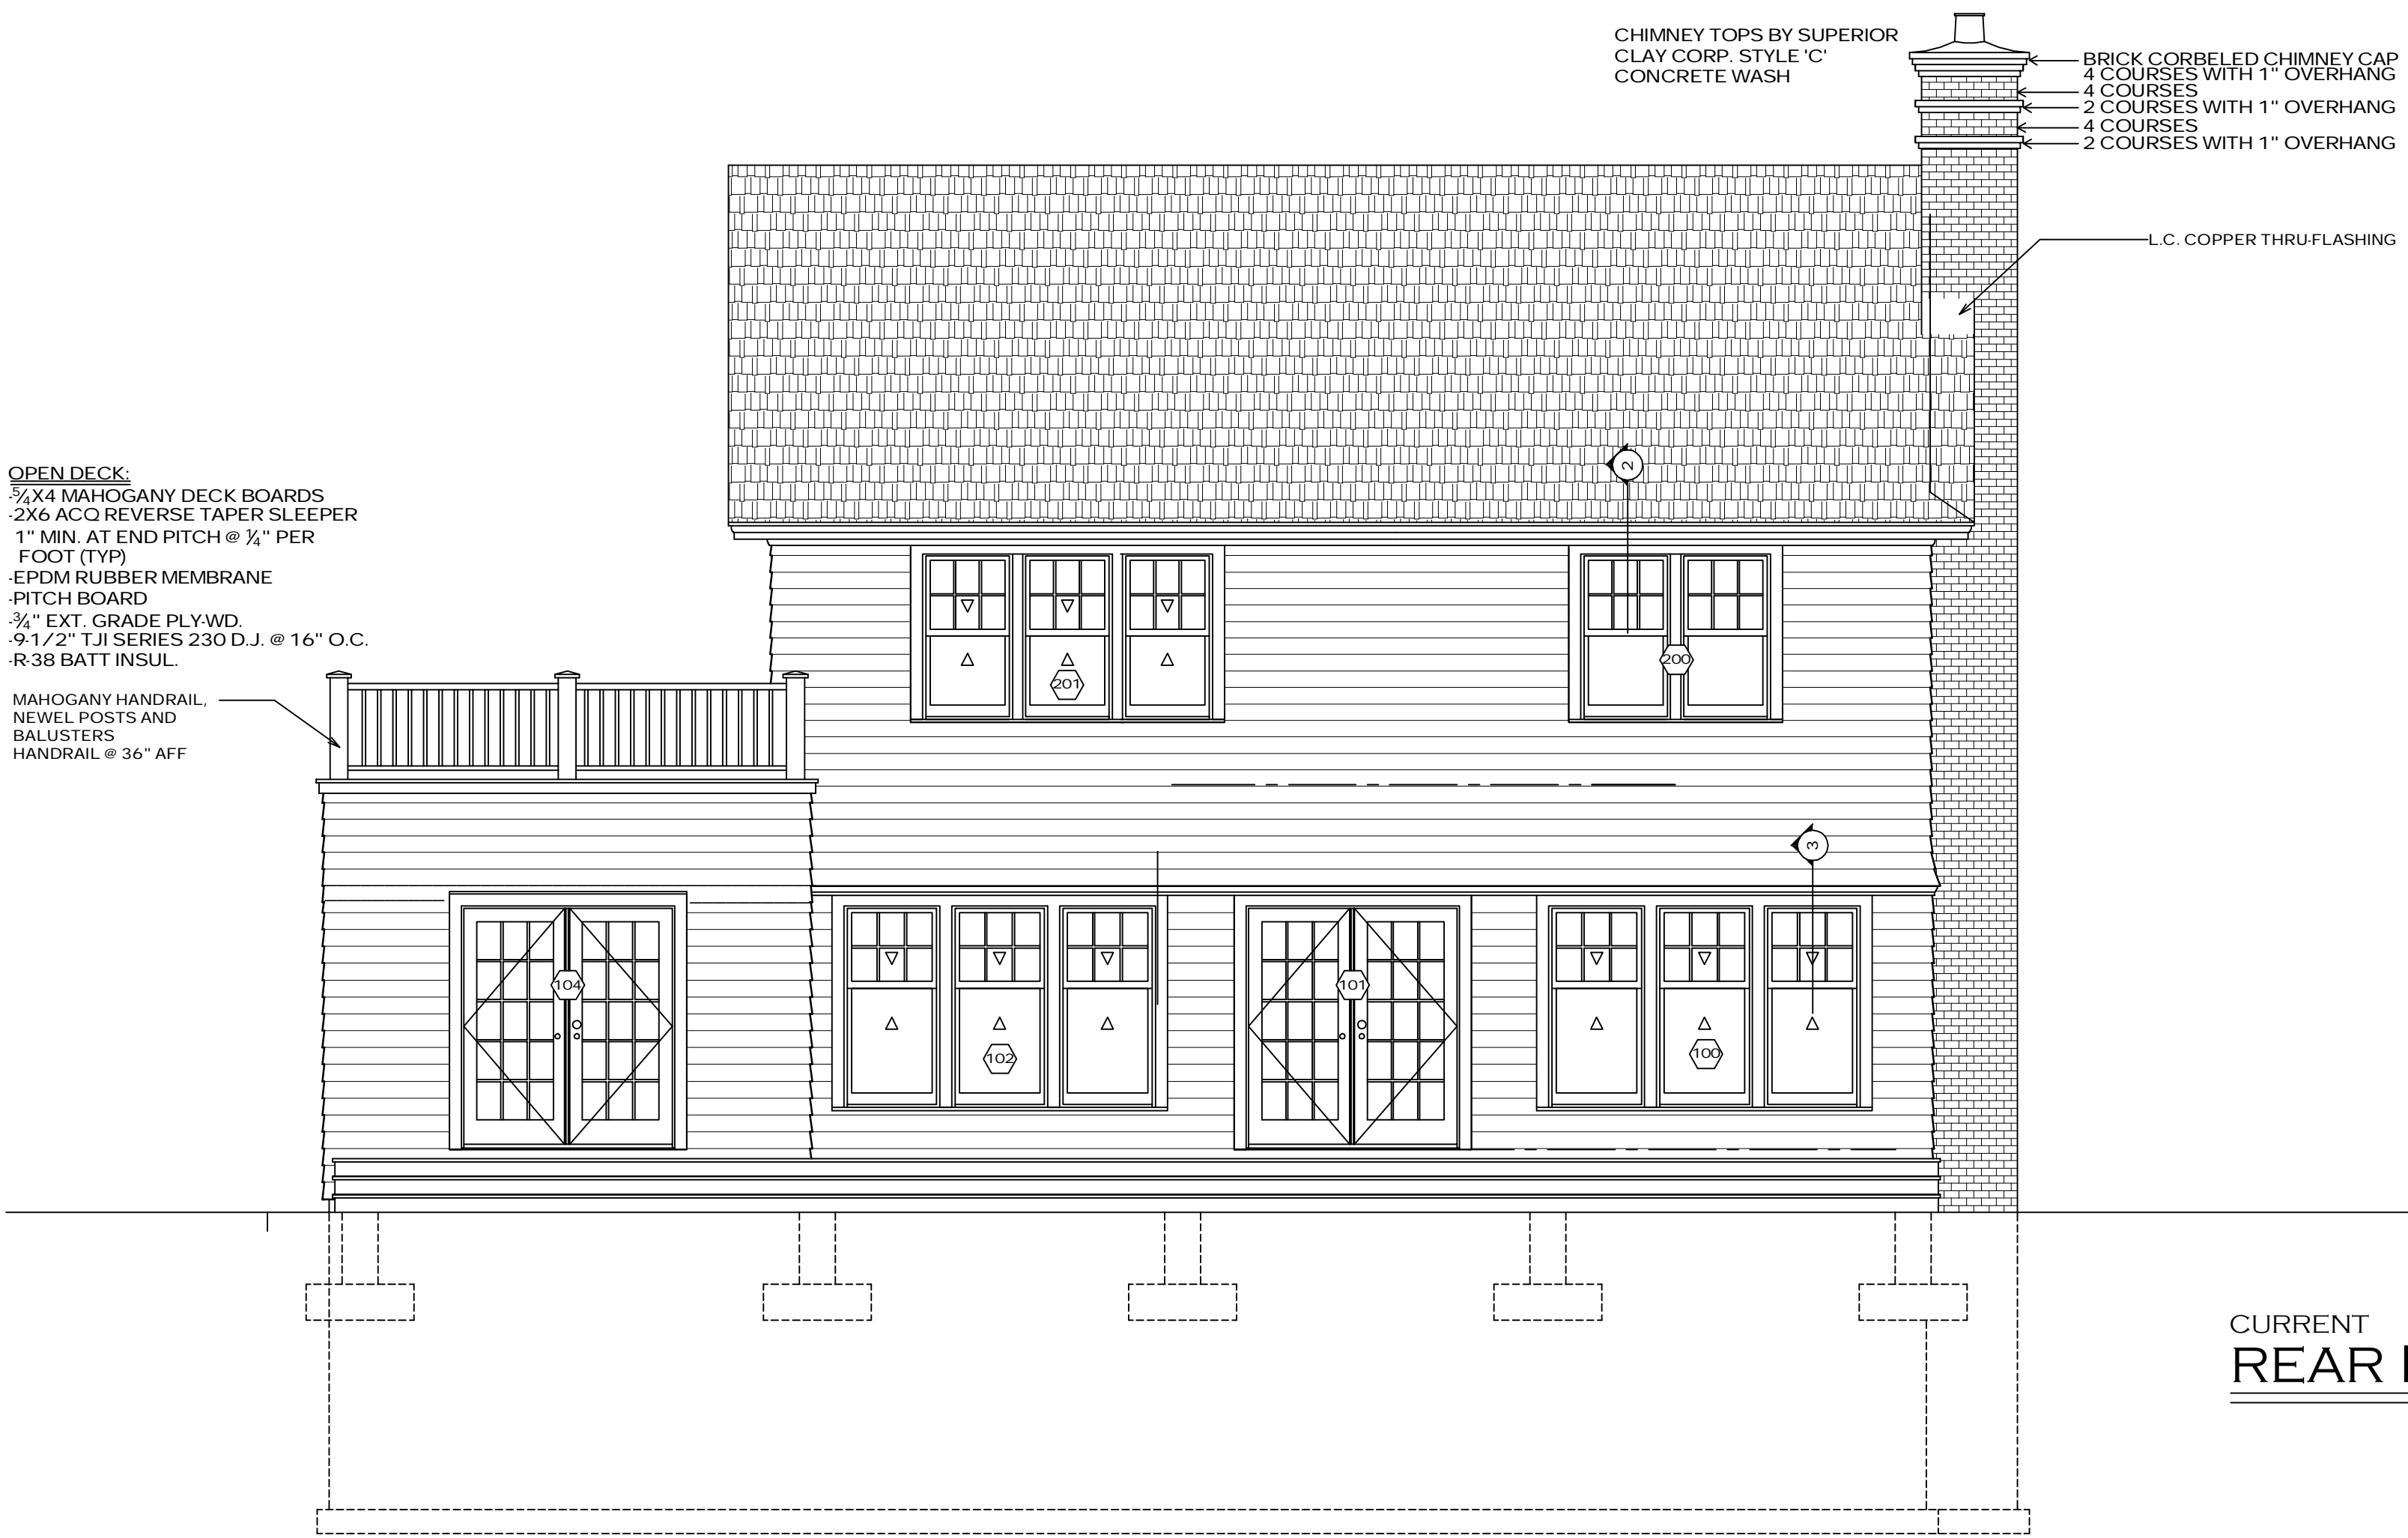 CHIMNEY TOPS BY SUPERIOR
CLAY CORP. STYLE 'C'
CONCRETE WASH
BRICK CORBELED CHIMNEY CAP
4 COURSES WITH 1" OVERHANG
4 COURSES
2 COURSES WITH 1" OVERHANG
4 COURSES
2 COURSES WITH 1" OVERHANG
L.C. COPPER THRU-FLASHING
OPEN DECK:
-5/4X4 MAHOGANY DECK BOARDS
-2X6 ACQ REVERSE TAPER SLEEPER
1" MIN. AT END PITCH @ 1/4" PER
FOOT (TYP)
-EPDM RUBBER MEMBRANE
-PITCH BOARD
-3/4" EXT. GRADE PLY-WD.
-9-1/2" TJI SERIES 230 D.J. @ 16" O.C.
-R-38 BATT INSUL.
MAHOGANY HANDRAIL,
NEWEL POSTS AND
BALUSTERS
HANDRAIL @ 36" AFF
2
201
200
3
104
101
102
100
CURRENT
REAR